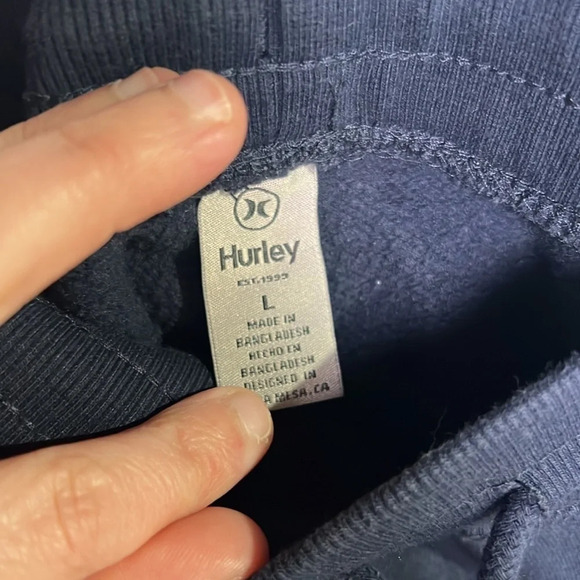 Hurley
EST.1999
L
MADE IN
BANGLADESH
HECHO EN
BANGLADESH
DESIGNED IN
A MESA, CA